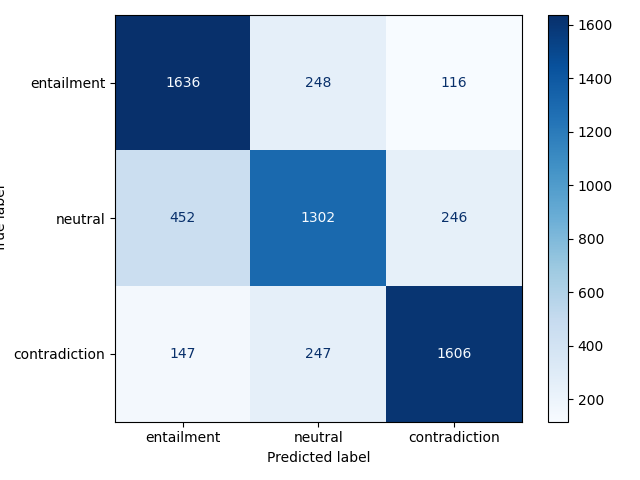 entailment 1636 248 116
neutral 452 1302 246
contradiction 147 247 1606
entailment neutral contradiction
Predicted label
1600
1400
1200
1000
800
600
400
200